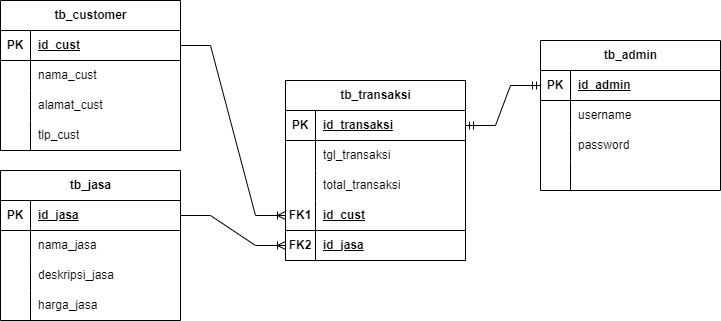 tb_customer
PK id_cust
nama_cust
alamat_cust
tlp_cust
tb_jasa
PK id_jasa
nama_jasa
deskripsi_jasa
harga_jasa
tb_transaksi
PK id_transaksi
tgl_transaksi
total_transaksi
FK1 id_cust
FK2 id_jasa
tb_admin
PK id_admin
username
password